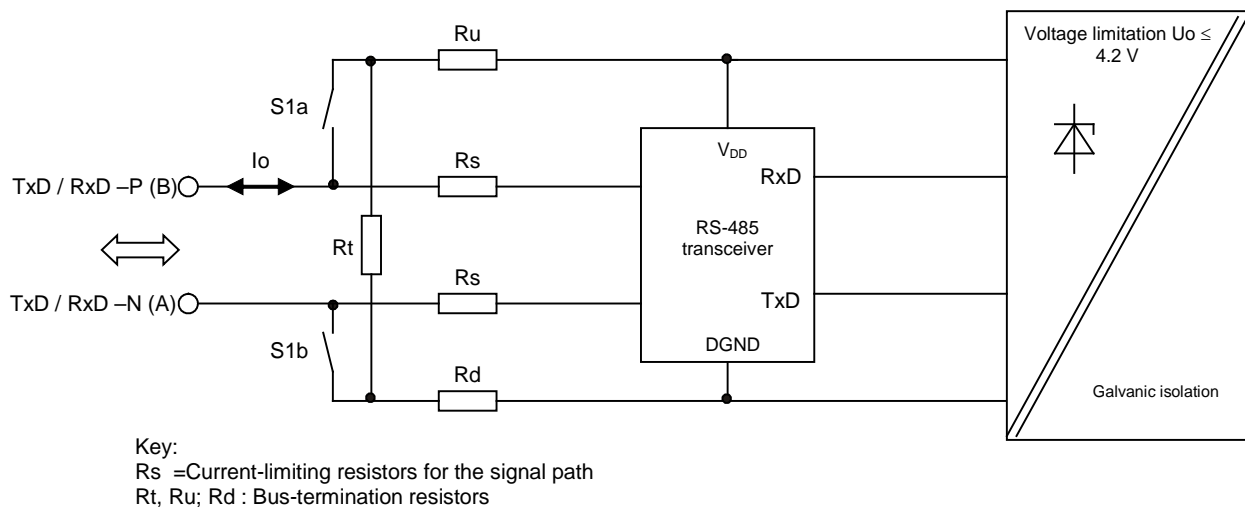 Ru
Voltage limitation Uo ≤
4.2 V
S1a
Io
Rs
VDD
RxD
TxD / RxD –P (B)
RS-485
transceiver
Rt
Rs
TxD / RxD –N (A)
TxD
S1b
DGND
Rd
Galvanic isolation
Key:
Rs =Current-limiting resistors for the signal path
Rt, Ru; Rd : Bus-termination resistors